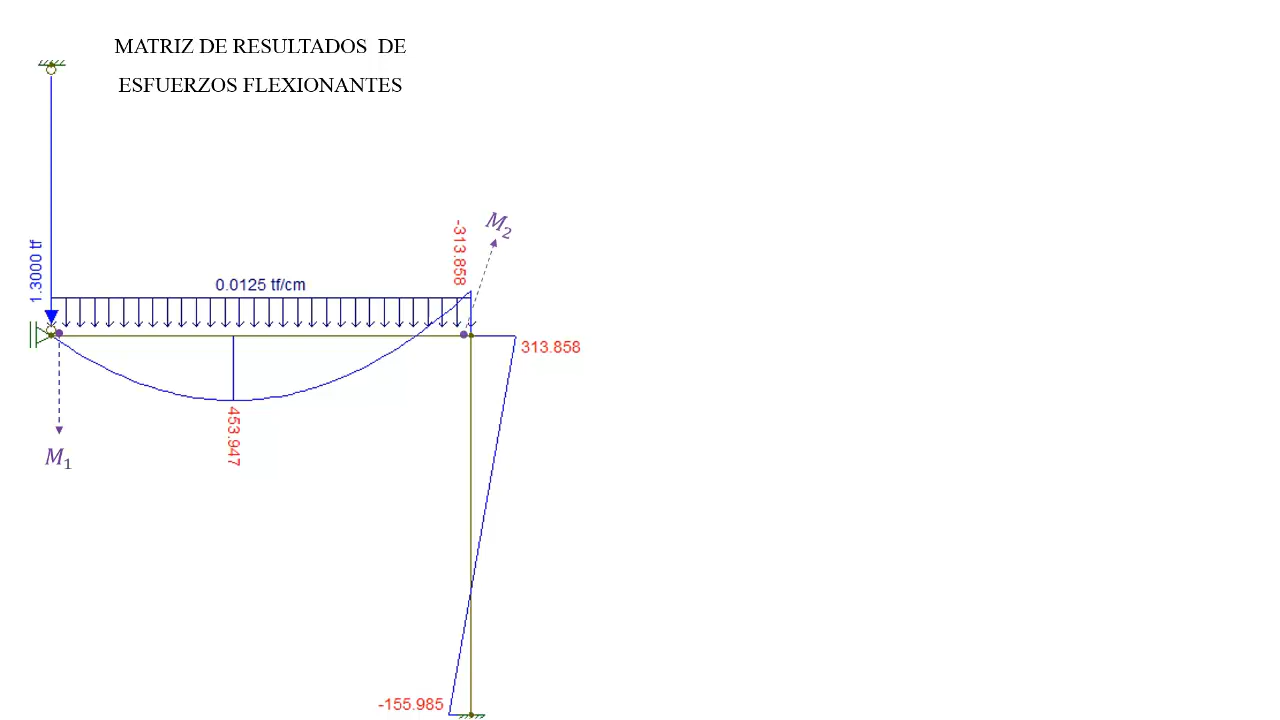 MATRIZ DE RESULTADOS DE
ESFUERZOS FLEXIONANTES
1.3000 tf
0.0125 tf/cm
-313.858
M₂
313.858
453.947
M₁
-155.985